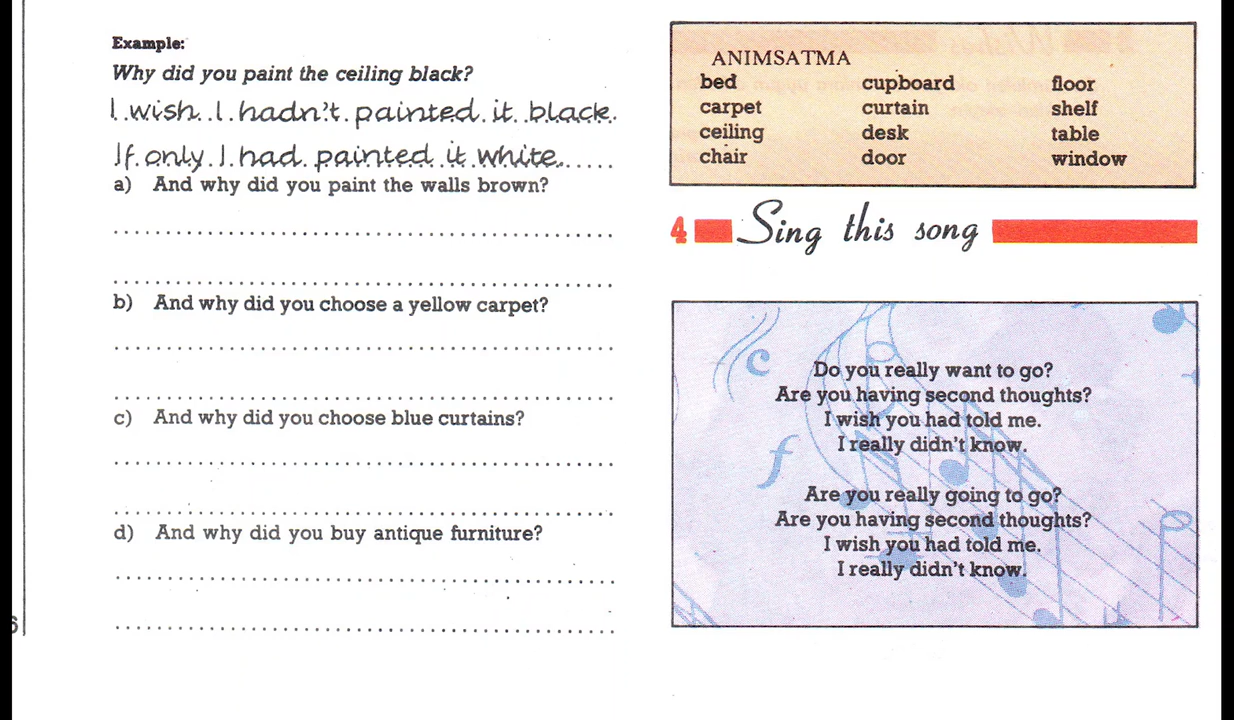 Example:
Why did you paint the ceiling black?
I wish I hadn't painted it black.
If only I had painted it white.
a) And why did you paint the walls brown?
b) And why did you choose a yellow carpet?
c) And why did you choose blue curtains?
d) And why did you buy antique furniture?
6
ANIMSATMA
bed cupboard floor
carpet curtain shelf
ceiling desk table
chair door window
4 Sing this song
Do you really want to go?
Are you having second thoughts?
I wish you had told me.
I really didn't know.
Are you really going to go?
Are you having second thoughts?
I wish you had told me.
I really didn't know.